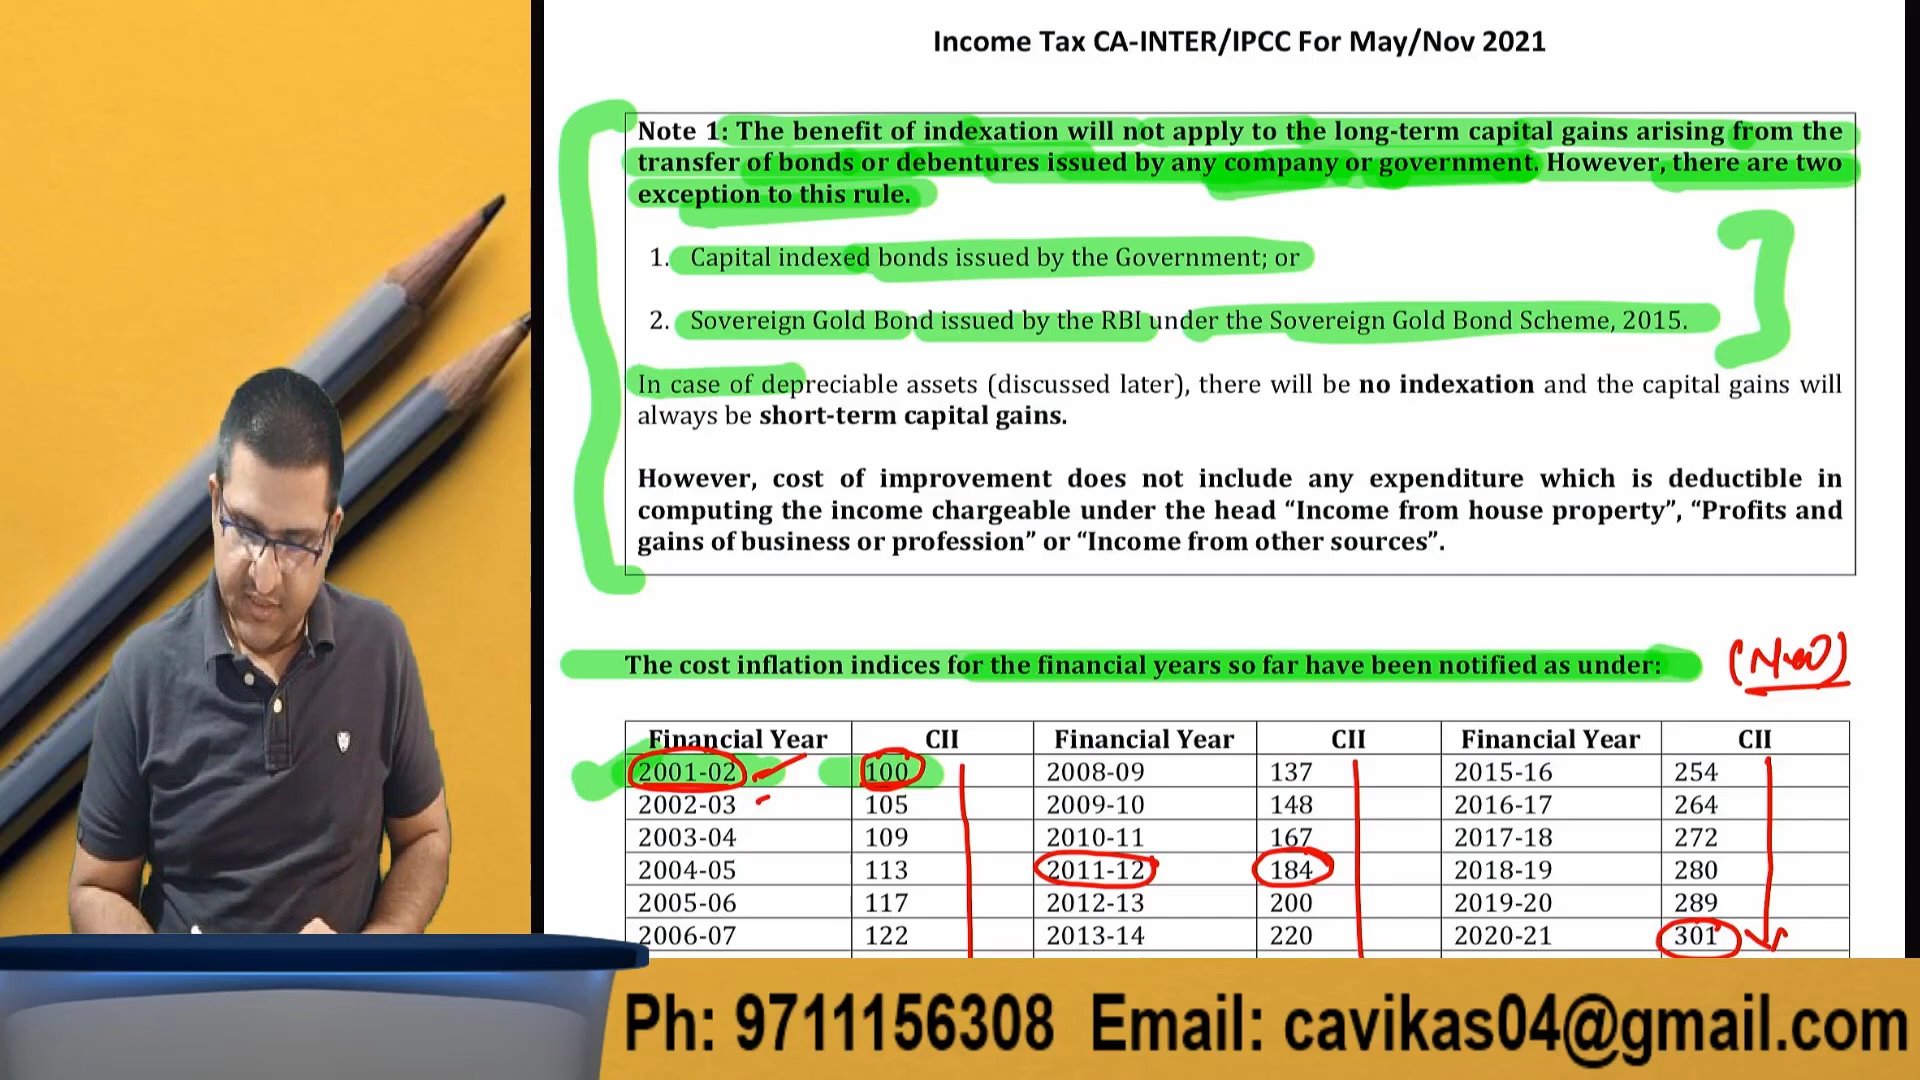 Income Tax CA-INTER/IPCC For May/Nov 2021
Note 1: The benefit of indexation will not apply to the long-term capital gains arising from the
transfer of bonds or debentures issued by any company or government. However, there are two
exception to this rule.
1. Capital indexed bonds issued by the Government; or
2. Sovereign Gold Bond issued by the RBI under the Sovereign Gold Bond Scheme, 2015.
In case of depreciable assets (discussed later), there will be no indexation and the capital gains will
always be short-term capital gains.
However, cost of improvement does not include any expenditure which is deductible in
computing the income chargeable under the head “Income from house property”, “Profits and
gains of business or profession” or “Income from other sources”.
The cost inflation indices for the financial years so far have been notified as under:
Financial Year CII Financial Year CII Financial Year CII
2001-02 100 2008-09 137 2015-16 254
2002-03 105 2009-10 148 2016-17 264
2003-04 109 2010-11 167 2017-18 272
2004-05 113 2011-12 184 2018-19 280
2005-06 117 2012-13 200 2019-20 289
2006-07 122 2013-14 220 2020-21 301
Ph: 9711156308 Email: cavikas04@gmail.com